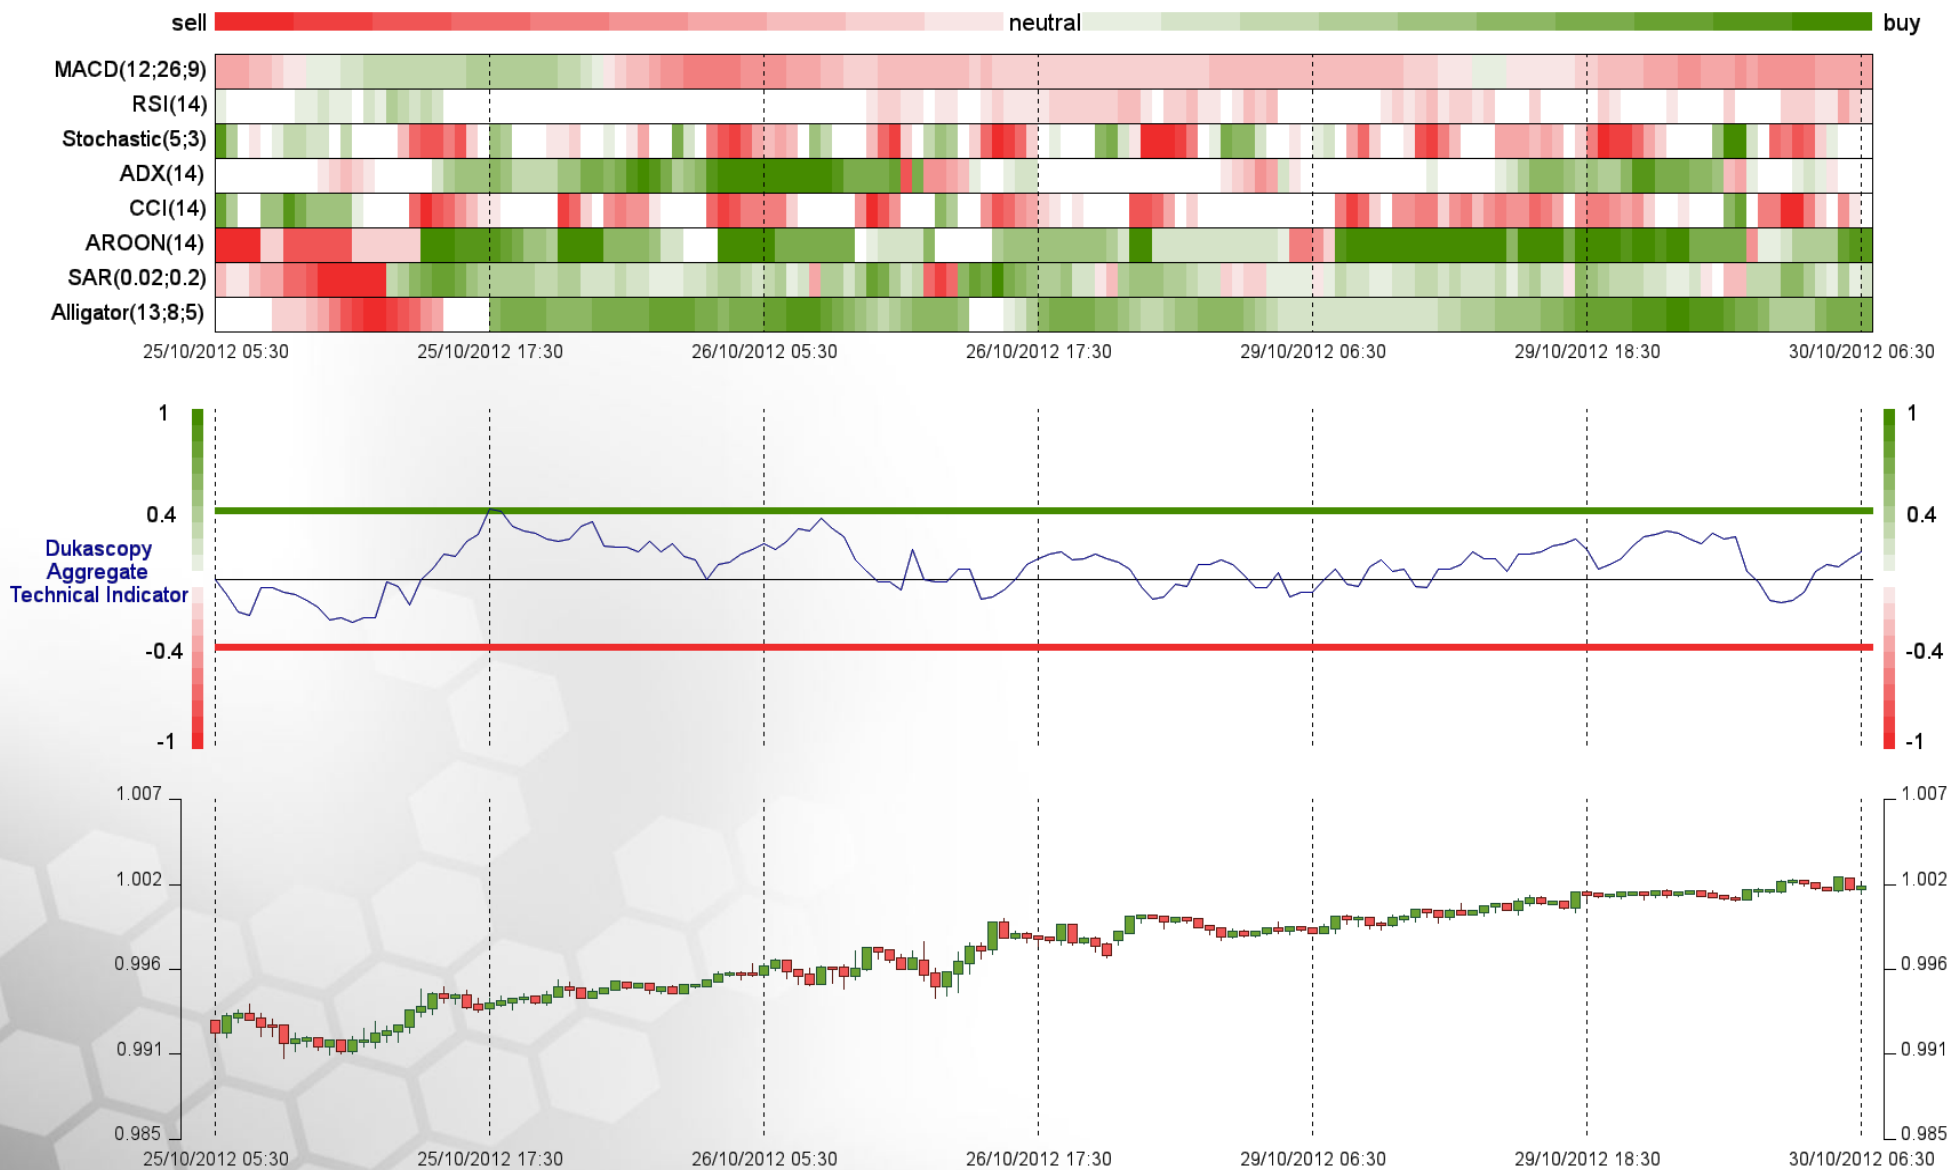 sell neutral buy
MACD(12;26;9)
RSI(14)
Stochastic(5;3)
ADX(14)
CCI(14)
AROON(14)
SAR(0.02;0.2)
Alligator(13;8;5)
25/10/2012 05:30 25/10/2012 17:30 26/10/2012 05:30 26/10/2012 17:30 29/10/2012 06:30 29/10/2012 18:30 30/10/2012 06:30
1 1
0.4 0.4
Dukascopy
Aggregate
Technical Indicator
-0.4 -0.4
-1 -1
1.007 1.007
1.002 1.002
0.996 0.996
0.991 0.991
0.985 0.985
25/10/2012 05:30 25/10/2012 17:30 26/10/2012 05:30 26/10/2012 17:30 29/10/2012 06:30 29/10/2012 18:30 30/10/2012 06:30